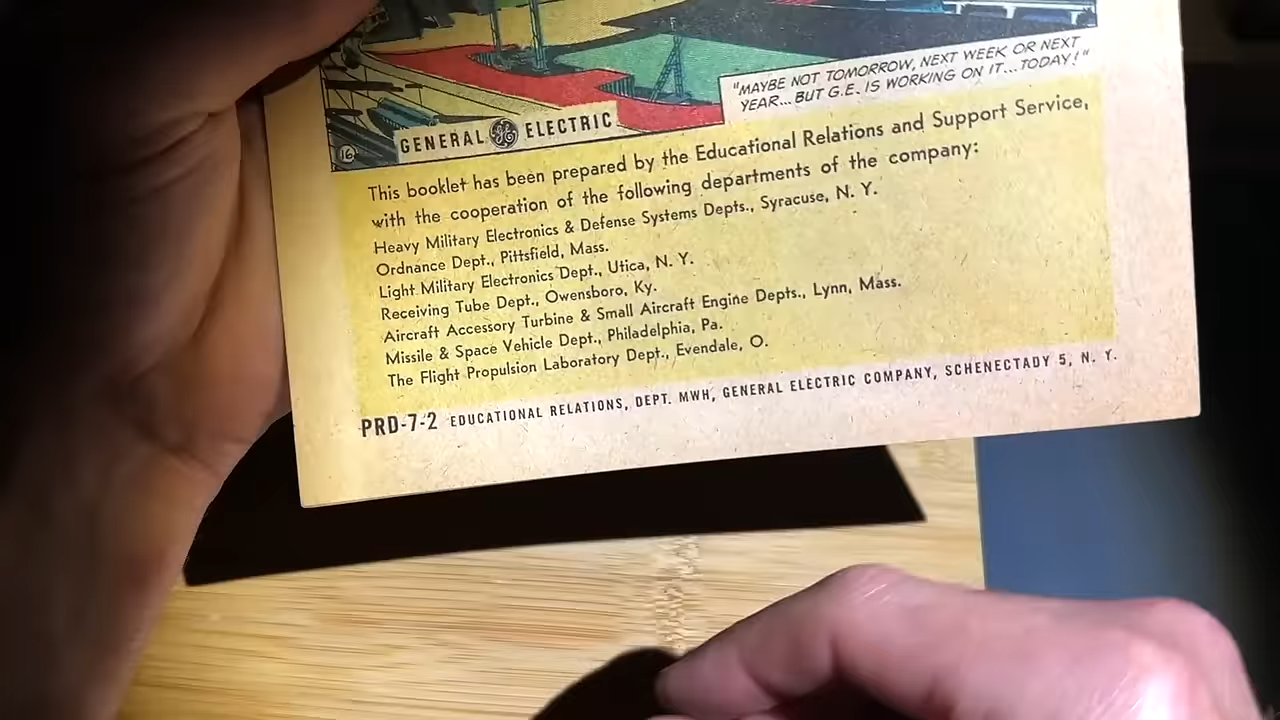 "MAYBE NOT TOMORROW, NEXT WEEK OR NEXT
YEAR... BUT G.E. IS WORKING ON IT... TODAY!"
GENERAL GE ELECTRIC
16
This booklet has been prepared by the Educational Relations and Support Service,
with the cooperation of the following departments of the company:
Heavy Military Electronics & Defense Systems Depts., Syracuse, N. Y.
Ordnance Dept., Pittsfield, Mass.
Light Military Electronics Dept., Utica, N. Y.
Receiving Tube Dept., Owensboro, Ky.
Aircraft Accessory Turbine & Small Aircraft Engine Depts., Lynn, Mass.
Missile & Space Vehicle Dept., Philadelphia, Pa.
The Flight Propulsion Laboratory Dept., Evendale, O.
PRD-7-2 EDUCATIONAL RELATIONS, DEPT. MWH, GENERAL ELECTRIC COMPANY, SCHENECTADY 5, N. Y.